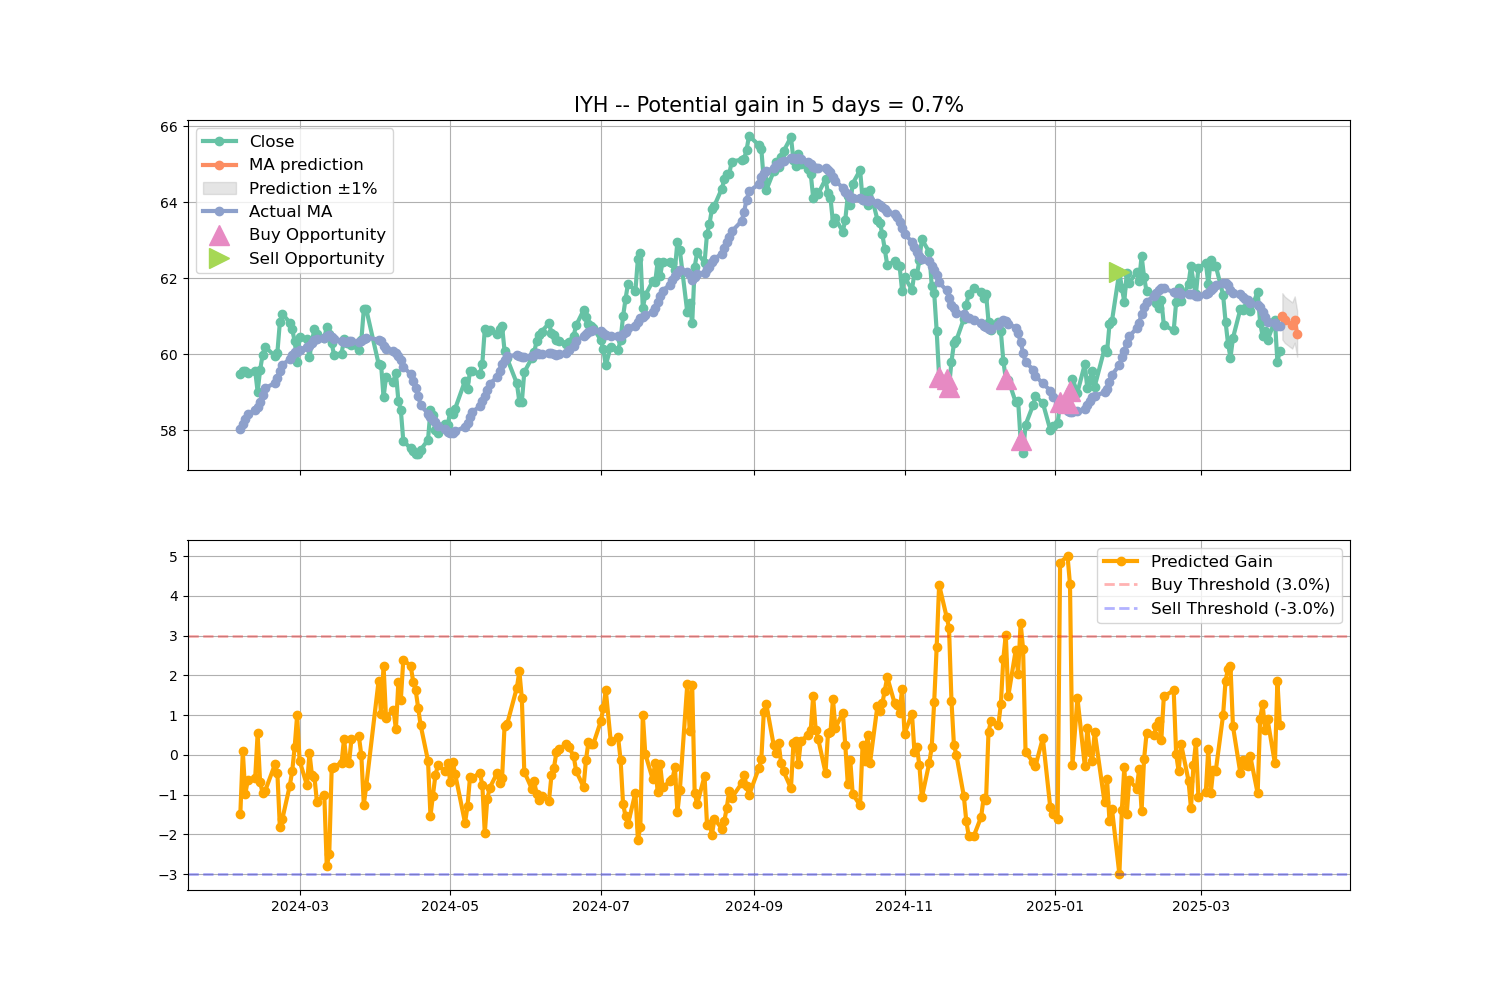 IYH -- Potential gain in 5 days = 0.7%
66
64
62
60
58
Close
MA prediction
Prediction ±1%
Actual MA
Buy Opportunity
Sell Opportunity
5
4
3
2
1
0
−1
−2
−3
Predicted Gain
Buy Threshold (3.0%)
Sell Threshold (-3.0%)
2024-03
2024-05
2024-07
2024-09
2024-11
2025-01
2025-03